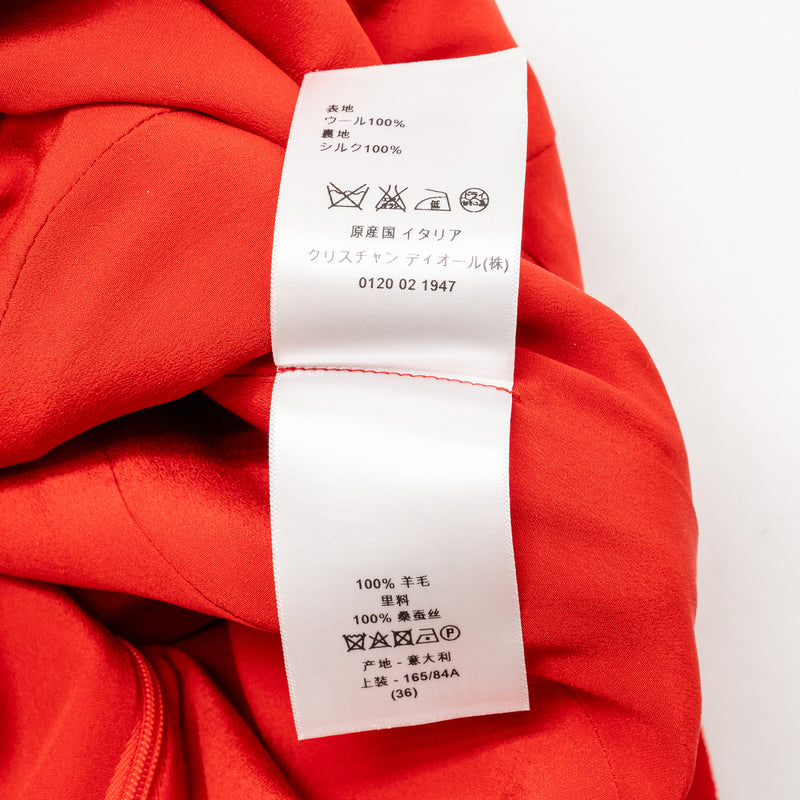 表地
ウール100%
裏地
シルク100%
低
ドライ
原産国 イタリア
クリスチャン ディオール(株)
0120 02 1947
100% 羊毛
里料
100% 桑蚕丝
P
产地 - 意大利
上装 - 165/84A
(36)